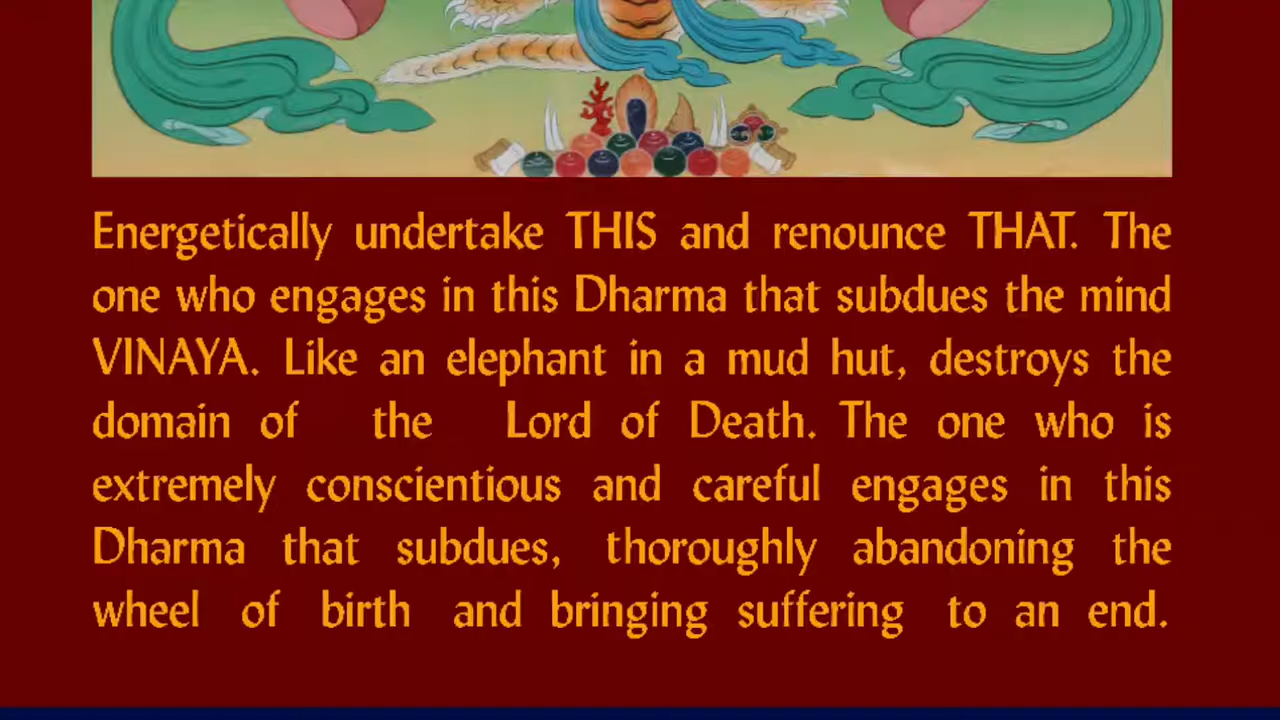 Energetically undertake THIS and renounce THAT. The
one who engages in this Dharma that subdues the mind
VINAYA. Like an elephant in a mud hut, destroys the
domain of the Lord of Death. The one who is
extremely conscientious and careful engages in this
Dharma that subdues, thoroughly abandoning the
wheel of birth and bringing suffering to an end.